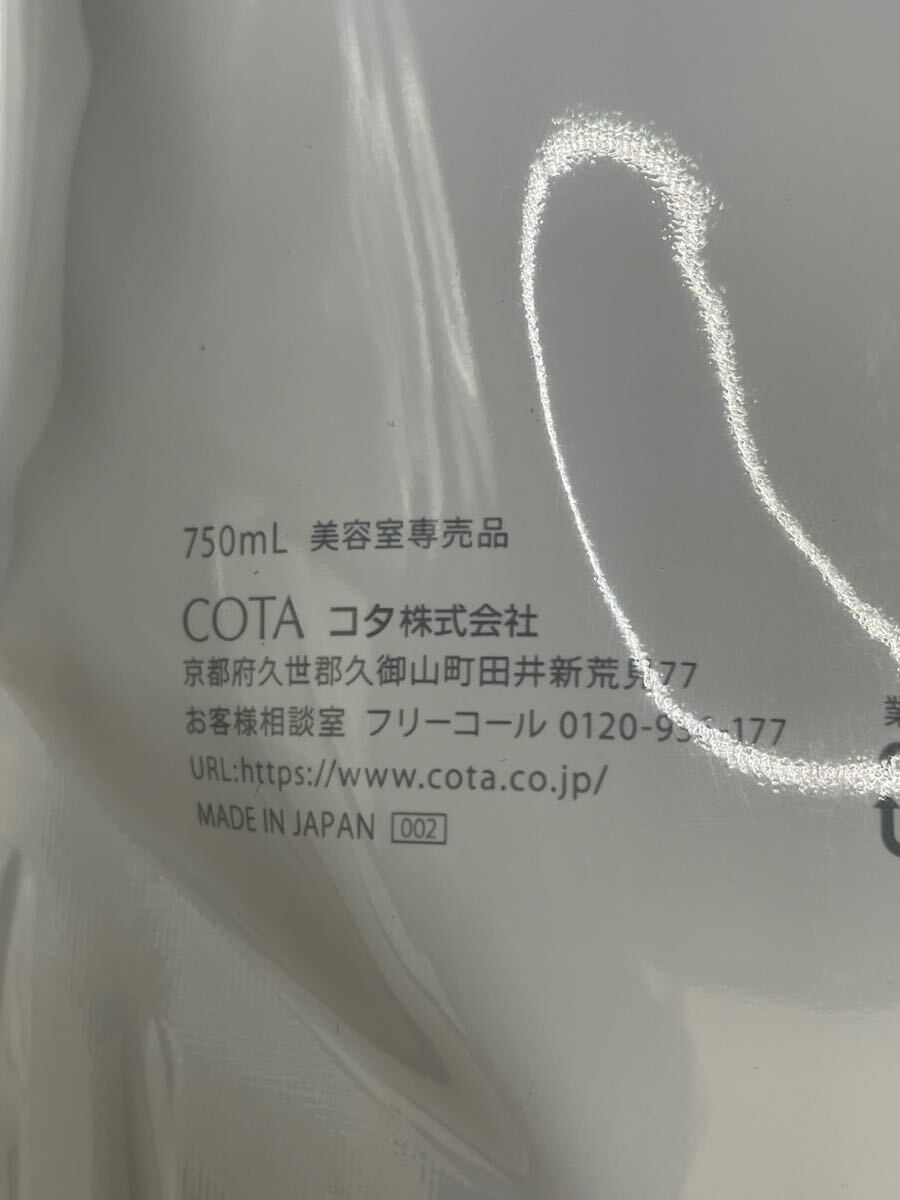 750mL 美容室専売品
COTA コタ株式会社
京都府久世郡久御山町田井新荒見77
お客様相談室 フリーコール
URL:https://www.cota.co.jp/
MADE IN JAPAN 002